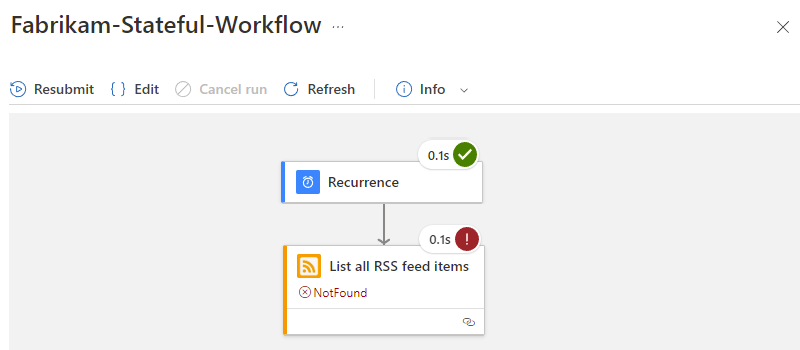 Fabrikam-Stateful-Workflow ...
Resubmit { } Edit Cancel run Refresh Info
0.1s
Recurrence
0.1s !
List all RSS feed items
NotFound